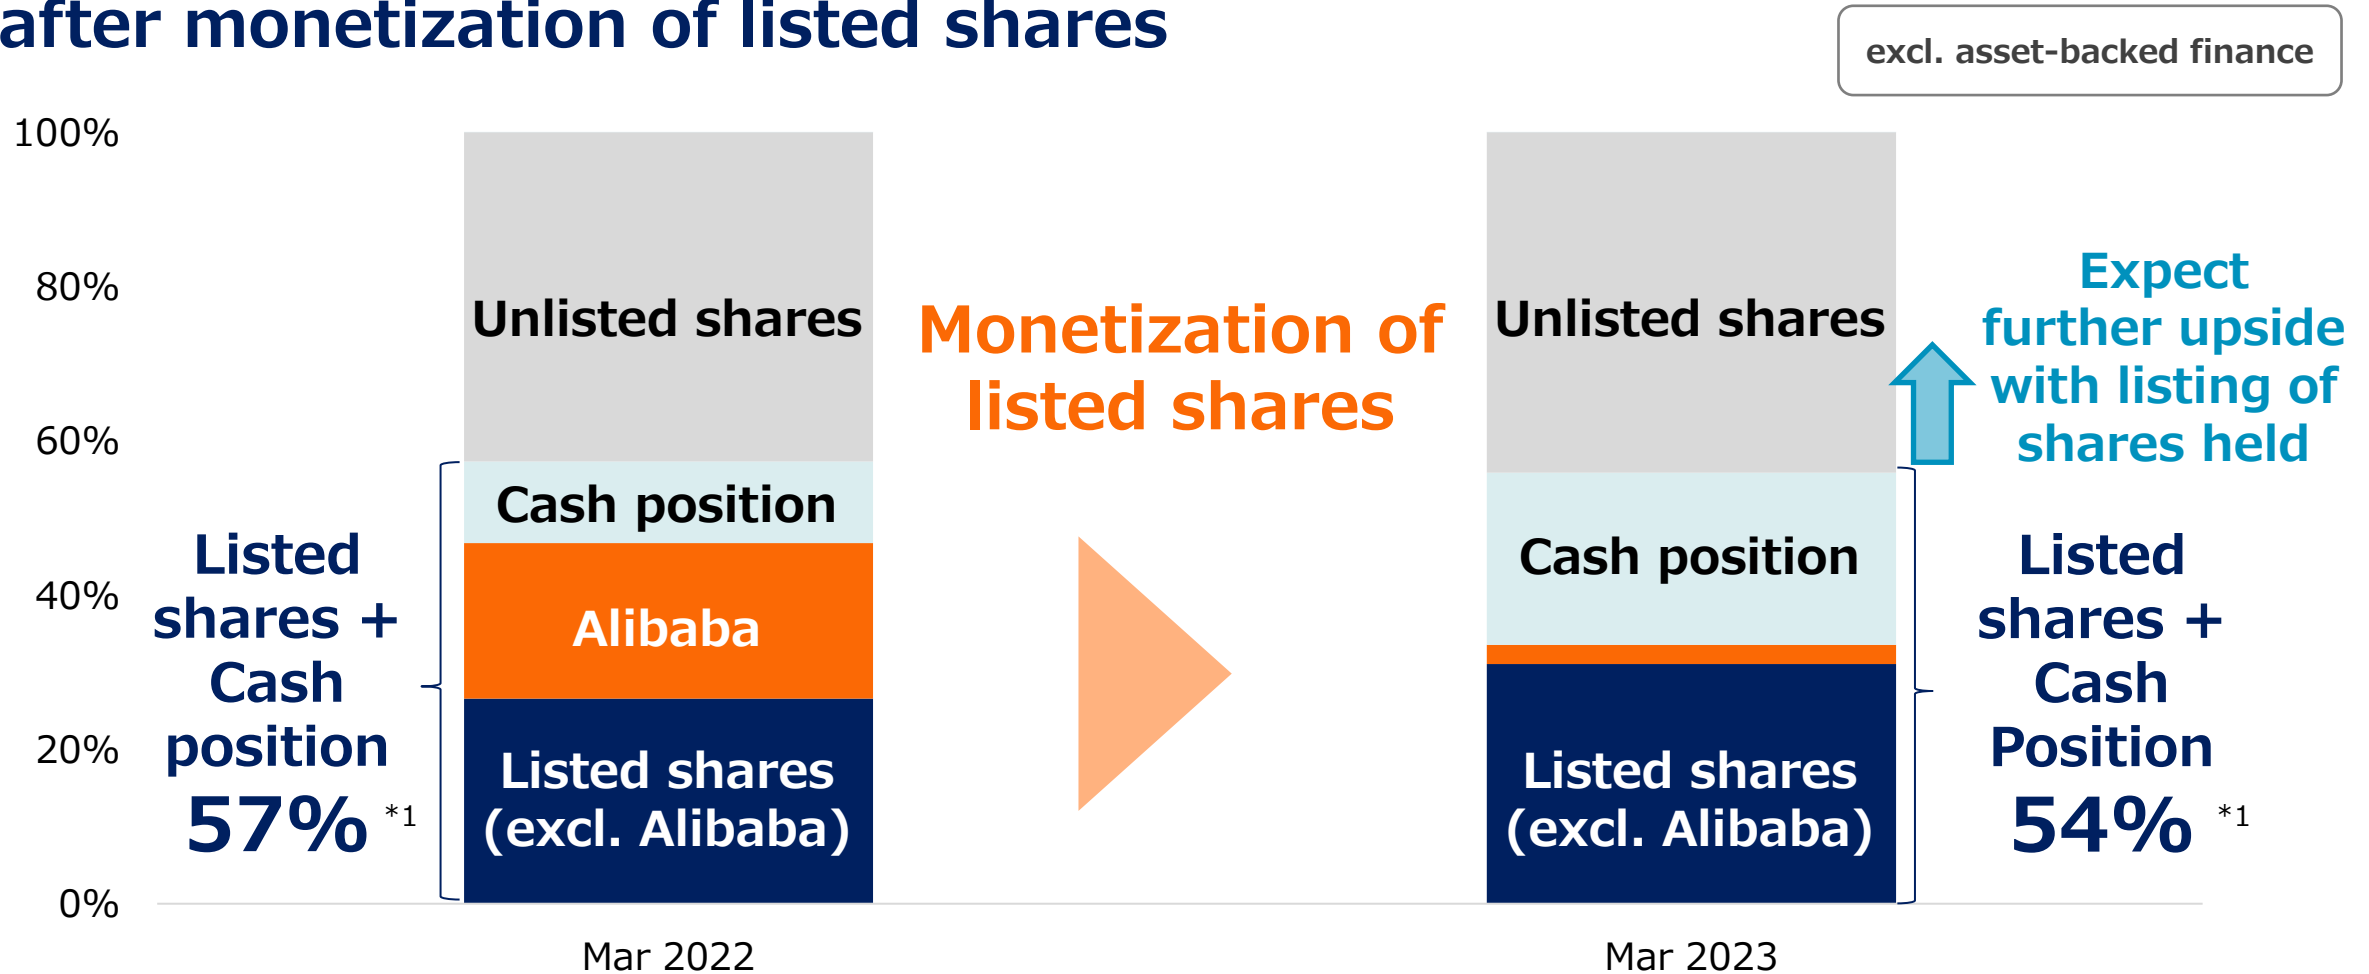 after monetization of listed shares
excl. asset-backed finance
100%
80%
60%
40%
20%
0%
Listed
shares +
Cash
position
57% *1
Unlisted shares
Cash position
Alibaba
Listed shares
(excl. Alibaba)
Mar 2022
Monetization of
listed shares
Unlisted shares
Cash position
Listed shares
(excl. Alibaba)
Mar 2023
Expect
further upside
with listing of
shares held
Listed
shares +
Cash
Position
54% *1